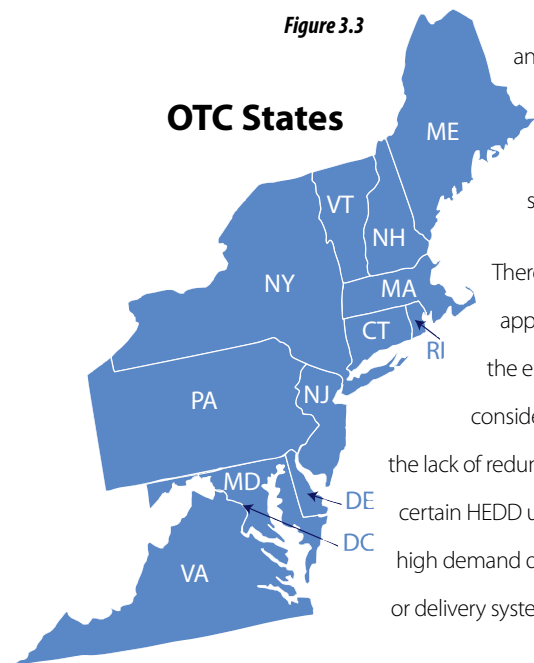 Figure 3.3
OTC States
ME
VT
NH
NY
MA
CT
RI
PA
NJ
MD
DE
DC
VA
the lack of redun
certain HEDD u
high demand
or delivery syste